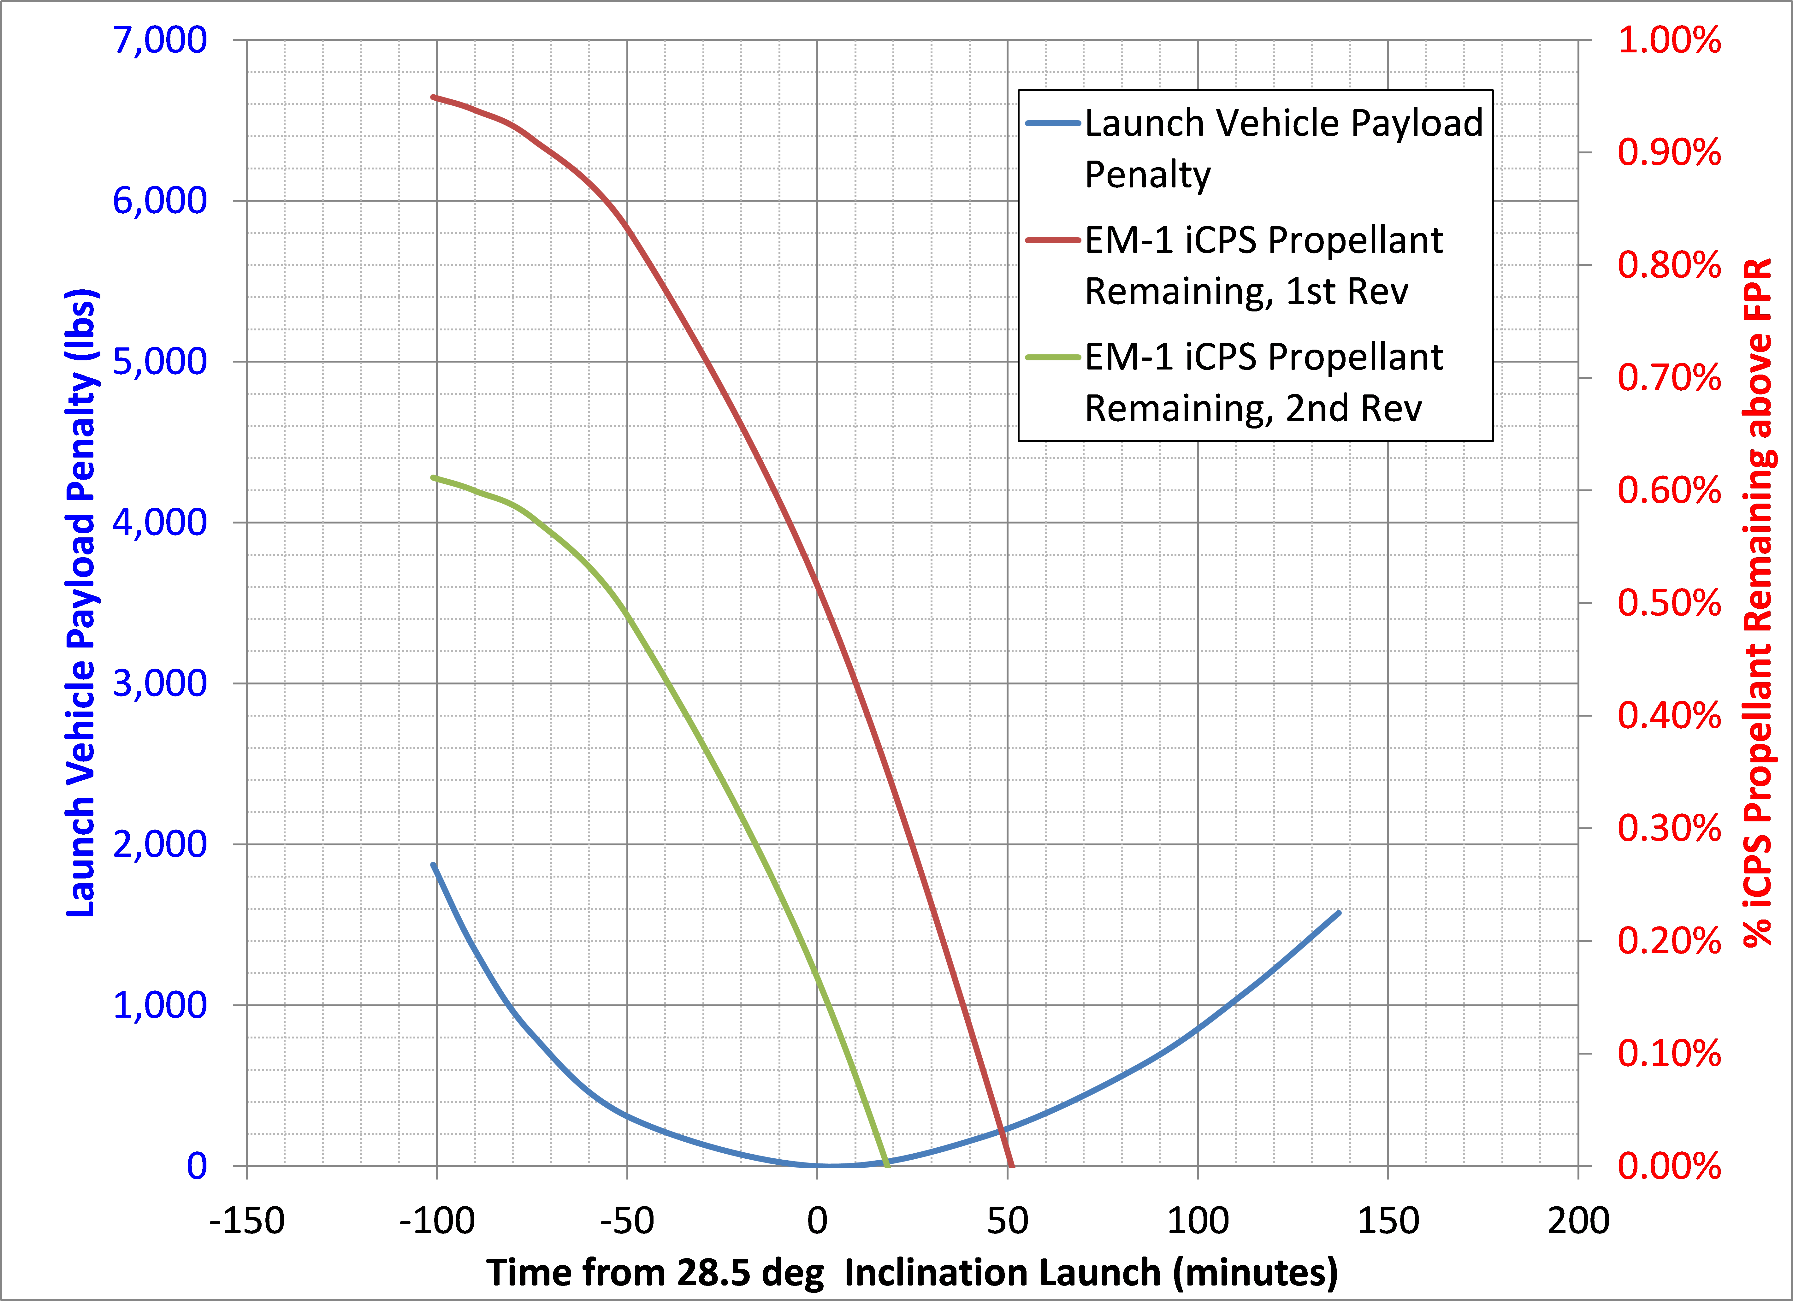 7,000
6,000
5,000
4,000
3,000
2,000
1,000
0
Launch Vehicle Payload Penalty (lbs)
Launch Vehicle Payload
Penalty
EM-1 iCPS Propellant
Remaining, 1st Rev
EM-1 iCPS Propellant
Remaining, 2nd Rev
1.00%
0.90%
0.80%
0.70%
0.60%
0.50%
0.40%
0.30%
0.20%
0.10%
0.00%
% iCPS Propellant Remaining above FPR
-150 -100 -50 0 50 100 150 200
Time from 28.5 deg  Inclination Launch (minutes)